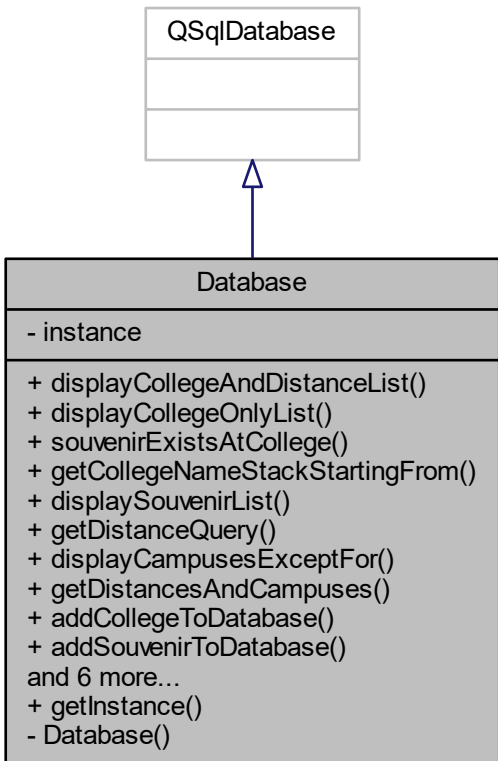 QSqlDatabase
Database
- instance
+ displayCollegeAndDistanceList()
+ displayCollegeOnlyList()
+ souvenirExistsAtCollege()
+ getCollegeNameStackStartingFrom()
+ displaySouvenirList()
+ getDistanceQuery()
+ displayCampusesExceptFor()
+ getDistancesAndCampuses()
+ addCollegeToDatabase()
+ addSouvenirToDatabase()
and 6 more...
+ getInstance()
- Database()